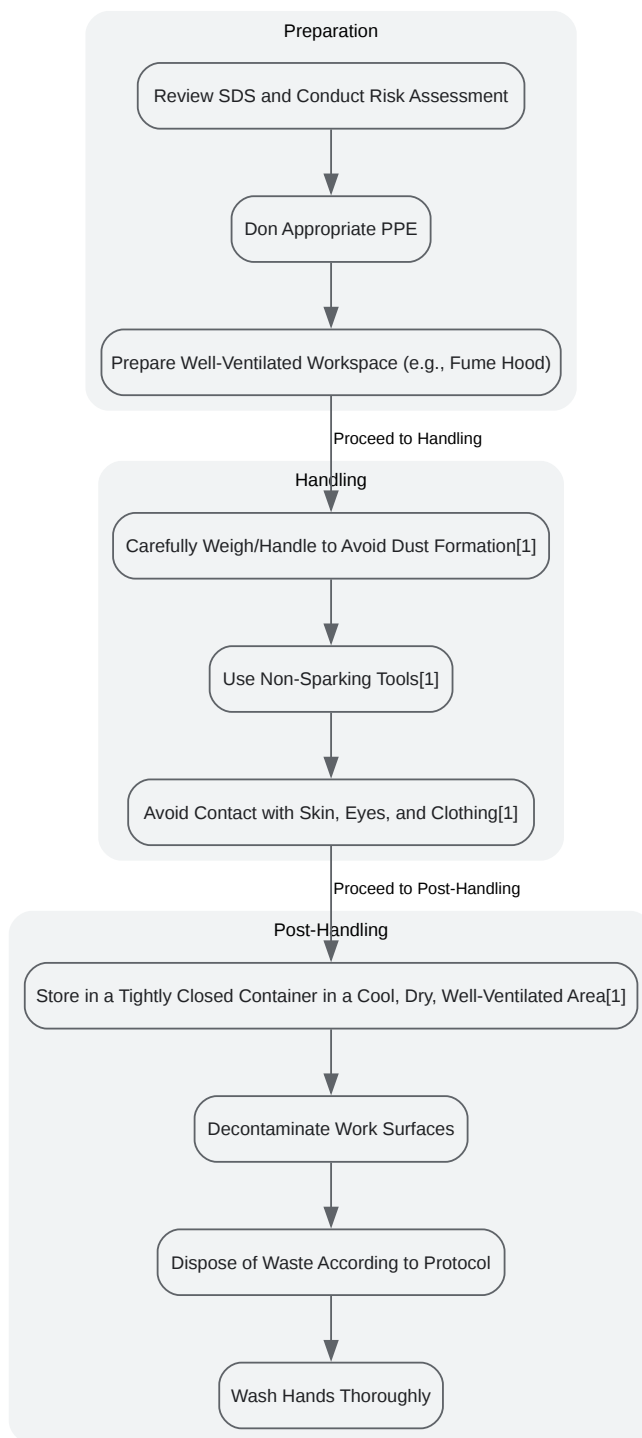 Preparation
Review SDS and Conduct Risk Assessment
Don Appropriate PPE
Prepare Well-Ventilated Workspace (e.g., Fume Hood)
Proceed to Handling
Handling
Carefully Weigh/Handle to Avoid Dust Formation[1]
Use Non-Sparking Tools[1]
Avoid Contact with Skin, Eyes, and Clothing[1]
Proceed to Post-Handling
Post-Handling
Store in a Tightly Closed Container in a Cool, Dry, Well-Ventilated Area[1]
Decontaminate Work Surfaces
Dispose of Waste According to Protocol
Wash Hands Thoroughly